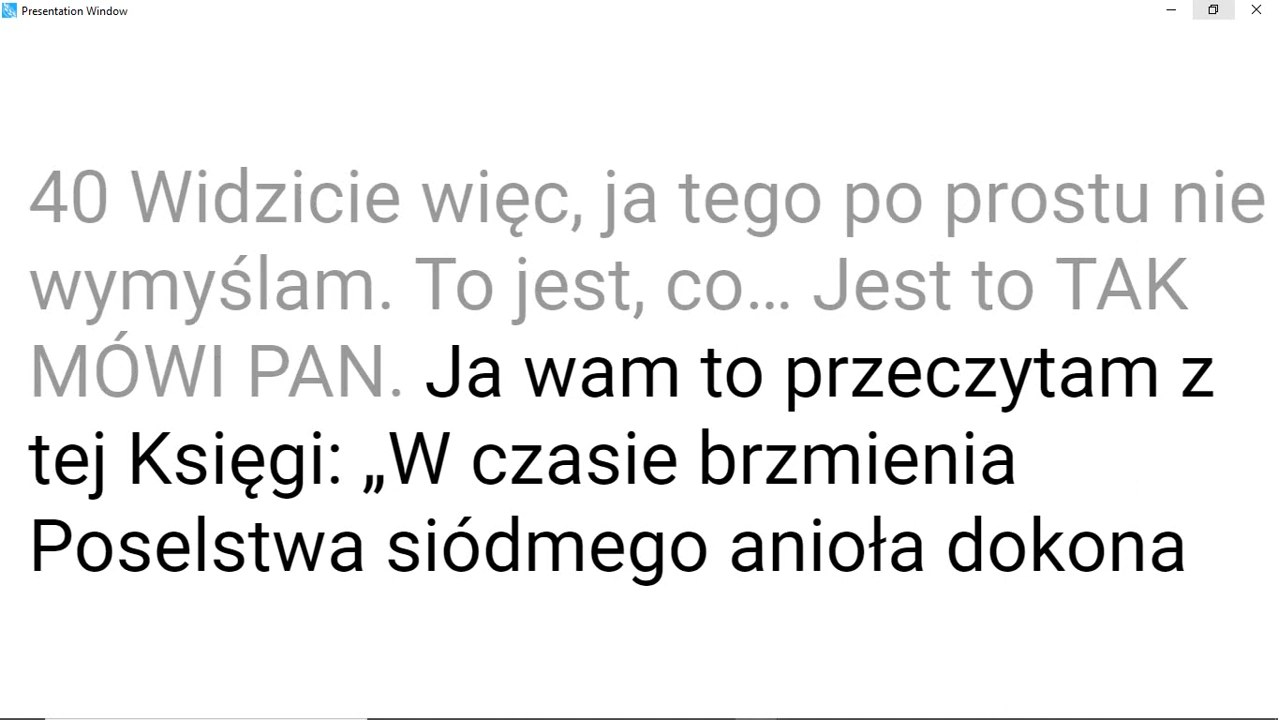 Presentation Window
40 Widzicie więc, ja tego po prostu nie
wymyślam. To jest, co… Jest to TAK
MÓWI PAN. Ja wam to przeczytam z
tej Księgi: „W czasie brzmienia
Poselstwa siódmego anioła dokona